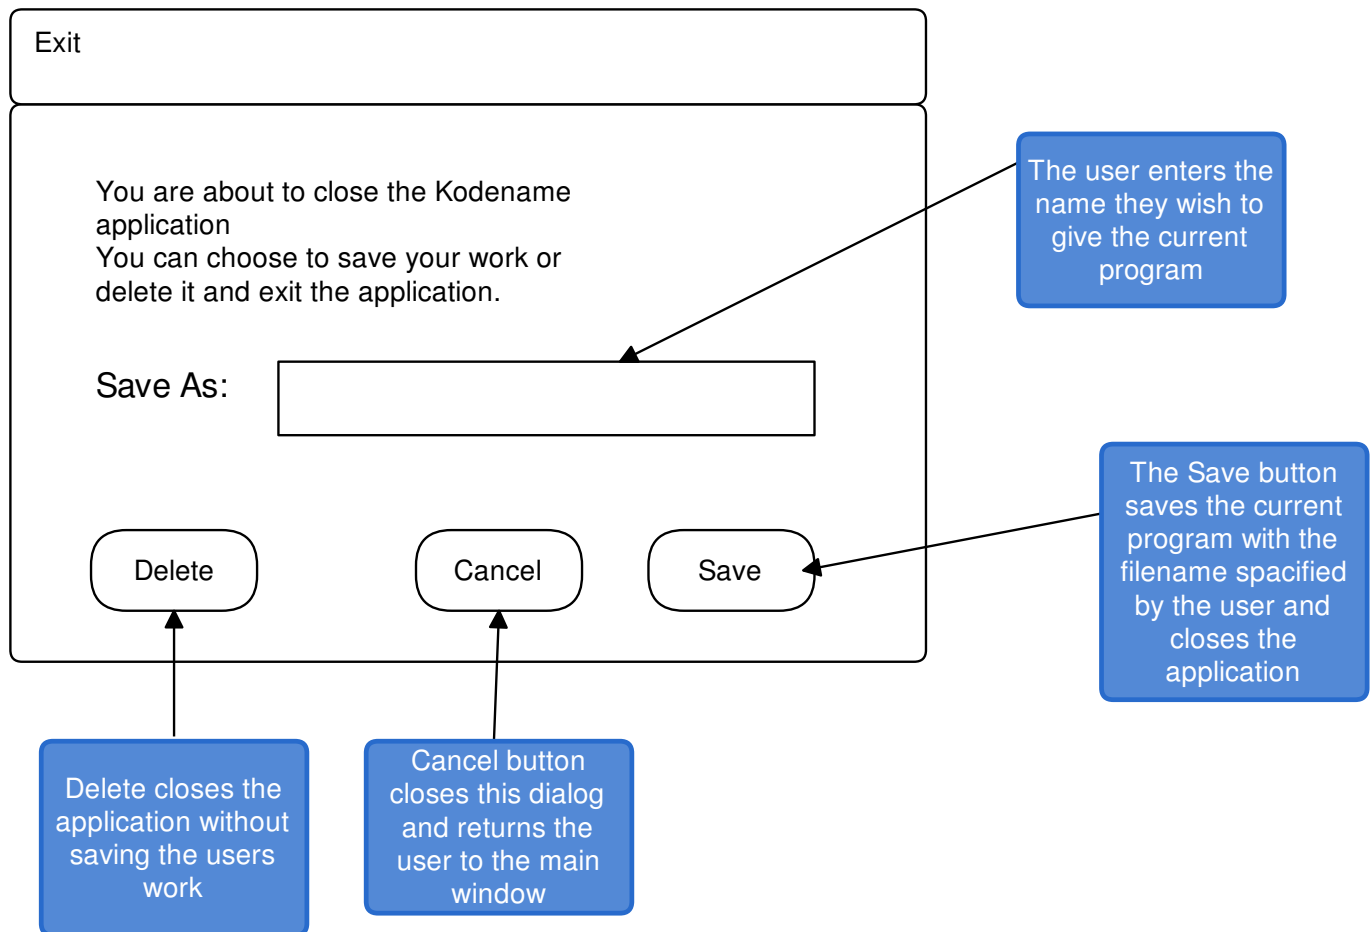 Exit
You are about to close the Kodename
application
You can choose to save your work or
delete it and exit the application.
The user enters the
name they wish to
give the current
program
Save As:
The Save button
saves the current
program with the
filename spacified
by the user and
closes the
application
Delete
Cancel
Save
Delete closes the
application without
saving the users
work
Cancel button
closes this dialog
and returns the
user to the main
window